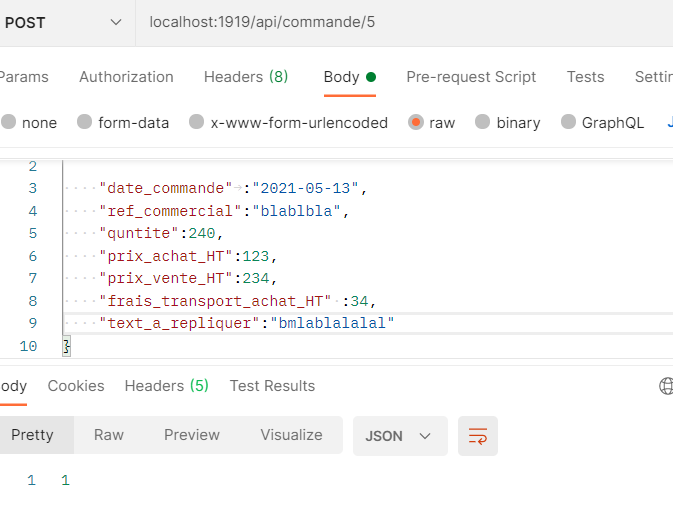 POST localhost:1919/api/commande/5
Params Authorization Headers (8) Body Pre-request Script Tests Settin
none form-data x-www-form-urlencoded raw binary GraphQL J
2
3 "date_commande" :"2021-05-13",
4 "ref_commercial":"blablbla",
5 "quntite":240,
6 "prix_achat_HT":123,
7 "prix_vente_HT":234,
8 "frais_transport_achat_HT" :34,
9 "text_a_repliquer":"bmlablalalal"
10 }
ody Cookies Headers (5) Test Results
Pretty Raw Preview Visualize JSON
1 1